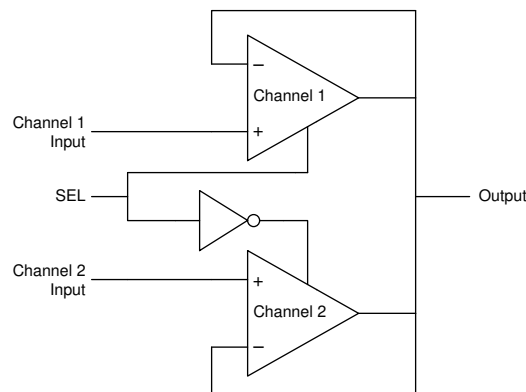 −
Channel 1
Channel 1
Input
+
SEL
Output
Channel 2
Input
+
Channel 2
−